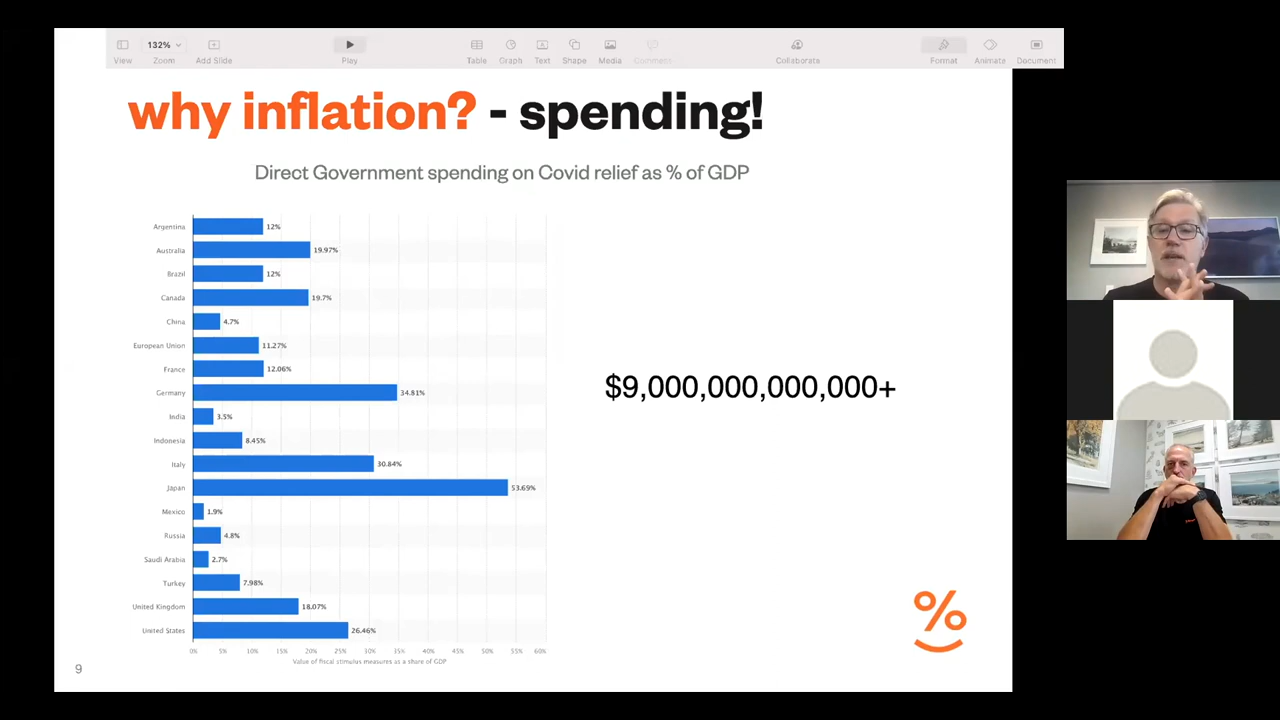 132%
View
Zoom
Add Slide
Play
Table
Graph
Text
Shape
Media
Comment
Collaborate
Format
Animate
Document
why inflation? - spending!
Direct Government spending on Covid relief as % of GDP
Argentina 12%
Australia 19.97%
Brazil 12%
Canada 19.7%
China 4.7%
European Union 11.27%
France 12.06%
Germany 34.81%
India 3.5%
Indonesia 8.45%
Italy 30.84%
Japan 53.69%
Mexico 1.9%
Russia 4.8%
Saudi Arabia 2.7%
Turkey 7.98%
United Kingdom 18.07%
United States 26.46%
0% 5% 10% 15% 20% 25% 30% 35% 40% 45% 50% 55% 60%
Value of fiscal stimulus measures as a share of GDP
$9,000,000,000,000+
%
9